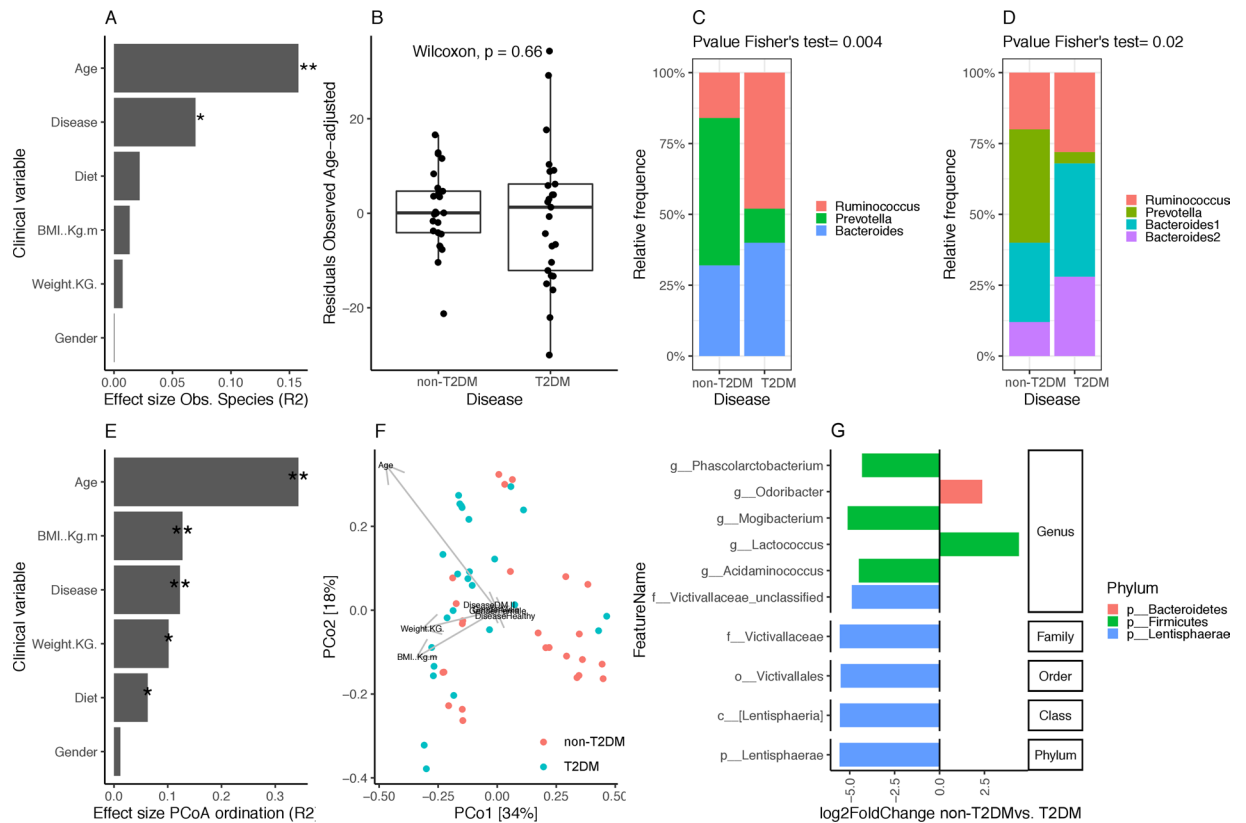 A
Age
Disease
Diet
BMI..Kg.m
Weight.KG.
Gender
Clinical variable
**
*
0.00
0.05
0.10
0.15
Effect size Obs. Species (R2)
B
Wilcoxon, p = 0.66
Residuals Observed Age−adjusted
20
0
−20
non−T2DM
T2DM
Disease
C
Pvalue Fisher's test= 0.004
Relative frequence
100%
75%
50%
25%
0%
non−T2DM
T2DM
Disease
Ruminococcus
Prevotella
Bacteroides
D
Pvalue Fisher's test= 0.02
Relative frequence
100%
75%
50%
25%
0%
non−T2DM
T2DM
Disease
Ruminococcus
Prevotella
Bacteroides1
Bacteroides2
E
Age
BMI..Kg.m
Disease
Weight.KG.
Diet
Gender
Clinical variable
**
**
**
*
*
0.0
0.1
0.2
0.3
Effect size PCoA ordination (R2)
F
PCo2 [18%]
0.2
0.0
−0.2
−0.4
Age
DiseaseDM II
DiseaseHealthy
Weight.KG.
BMI..Kg.m
non−T2DM
T2DM
−0.50
−0.25
0.00
0.25
PCo1 [34%]
G
FeatureName
g__Phascolarctobacterium
g__Odoribacter
g__Mogibacterium
g__Lactococcus
g__Acidaminococcus
f__Victivallaceae_unclassified
f__Victivallaceae
o__Victivallales
c__[Lentisphaeria]
p__Lentisphaerae
Genus
Family
Order
Class
Phylum
−5.0
−2.5
0.0
2.5
log2FoldChange non−T2DMvs. T2DM
Phylum
p__Bacteroidetes
p__Firmicutes
p__Lentisphaerae